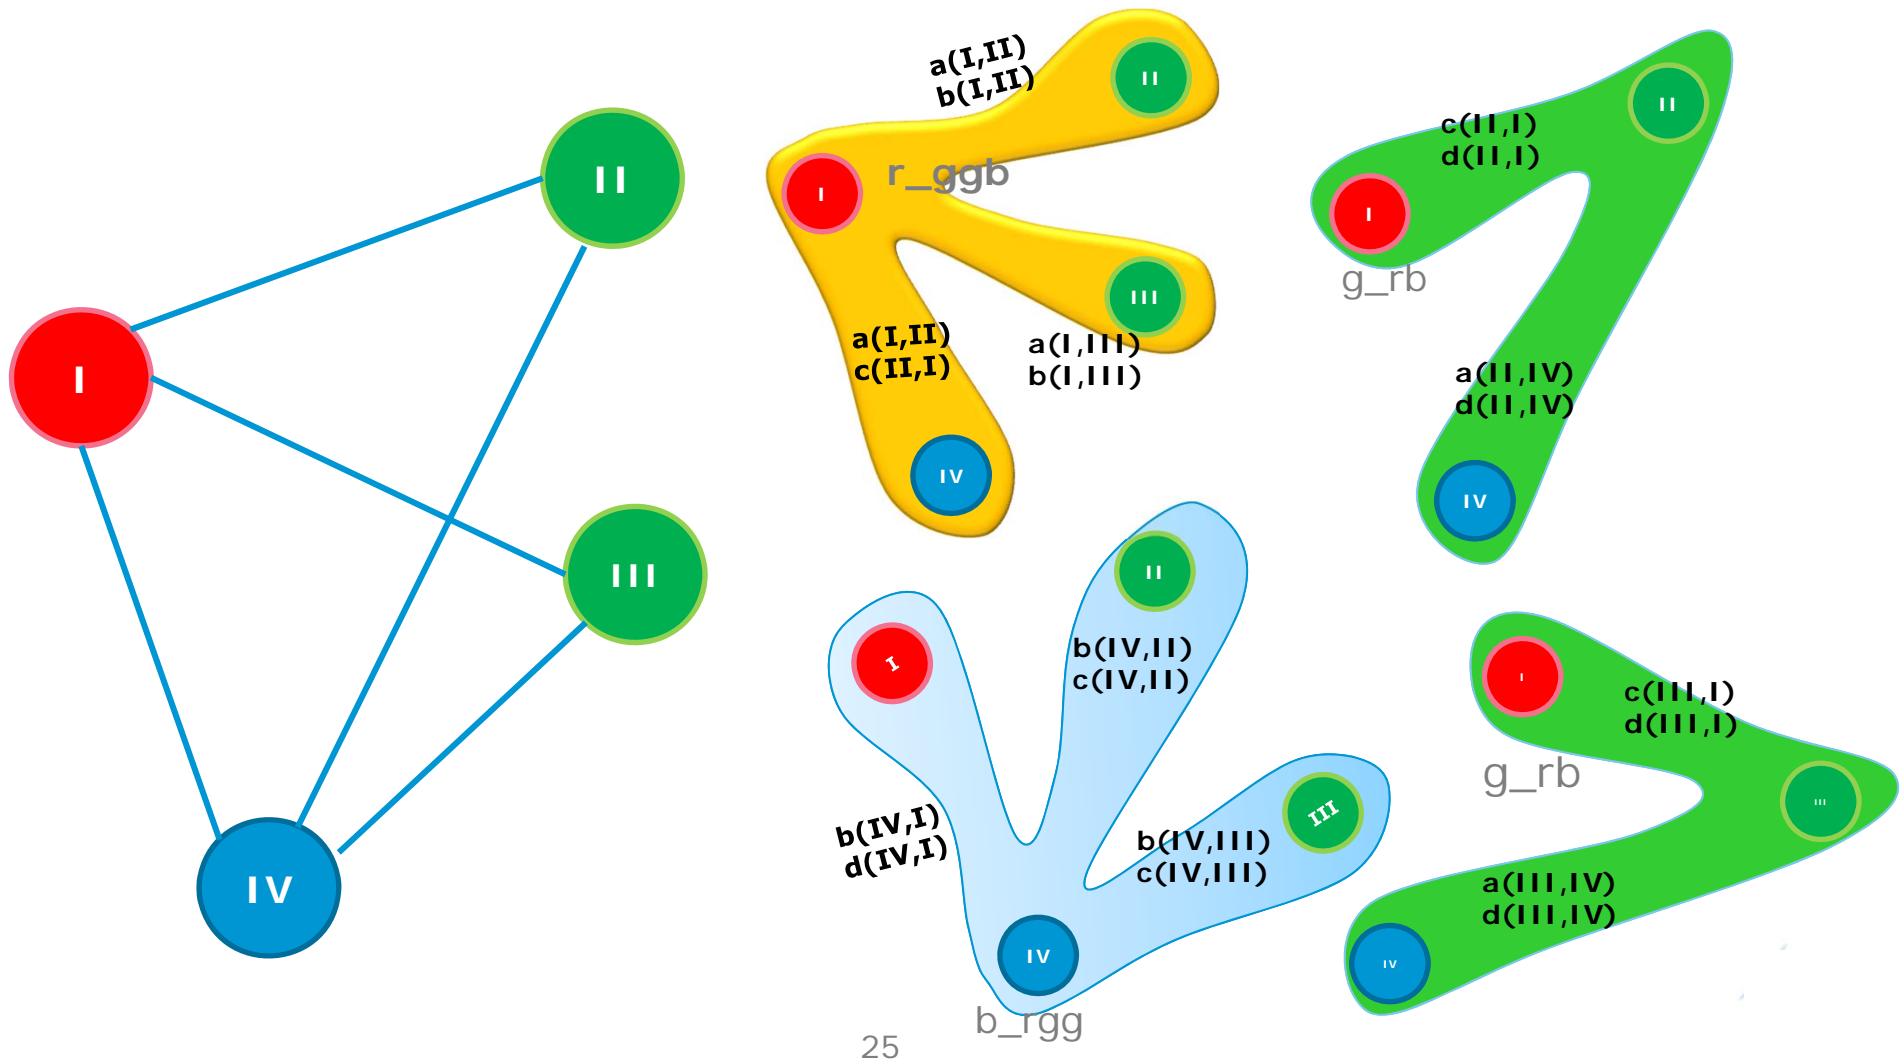 I
II
III
IV
a(I,II)
b(I,II)
II
r_ggb
I
III
a(I,II)
c(II,I)
a(I,III)
b(I,III)
IV
II
c(II,I)
d(II,I)
I
g_rb
a(II,IV)
d(II,IV)
IV
II
I
b(IV,II)
c(IV,II)
b(IV,I)
d(IV,I)
III
b(IV,III)
c(IV,III)
IV
b_rgg
I
c(III,I)
d(III,I)
g_rb
III
a(III,IV)
d(III,IV)
IV
25